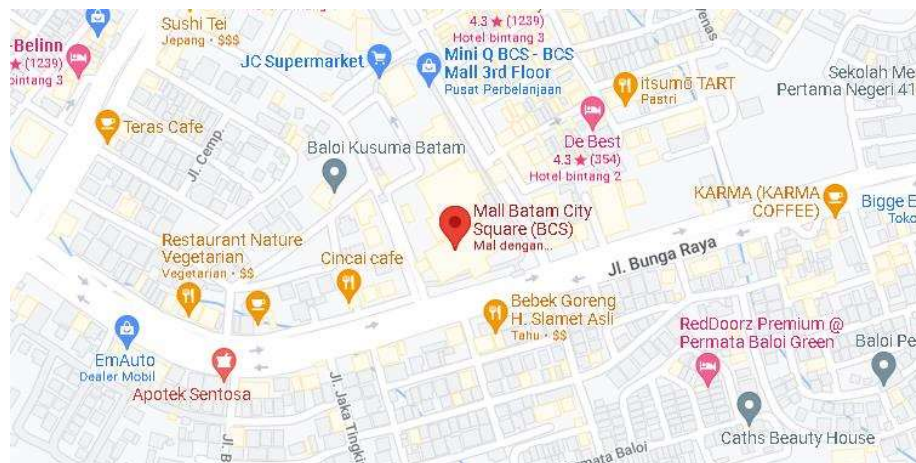 Sushi Tei
Jepang · $$$
4.3 ★ (1239)
Hotel bintang 3
-Belinn
★ (1239)
bintang 3
JC Supermarket
Mini Q BCS - BCS
Mall 3rd Floor
Pusat Perbelanjaan
itsumo TART
Pastri
Sekolah Me
Pertama Negeri 41
Teras Cafe
Jl. Cemp.
Baloi Kusuma Batam
De Best
4.3 ★ (354)
Hotel bintang 2
Mall Batam City
Square (BCS)
Mal dengan...
KARMA (KARMA
COFFEE)
Bigge E
Toko
Restaurant Nature
Vegetarian
Vegetarian · $$
Cincai cafe
Jl. Bunga Raya
Bebek Goreng
H. Slamet Asli
Tahu · $$
RedDoorz Premium @
Permata Baloi Green
Baloi Pe
EmAuto
Dealer Mobil
Apotek Sentosa
Jl. B
Jl. Jaka Tingki
Caths Beauty House
mata Baloi